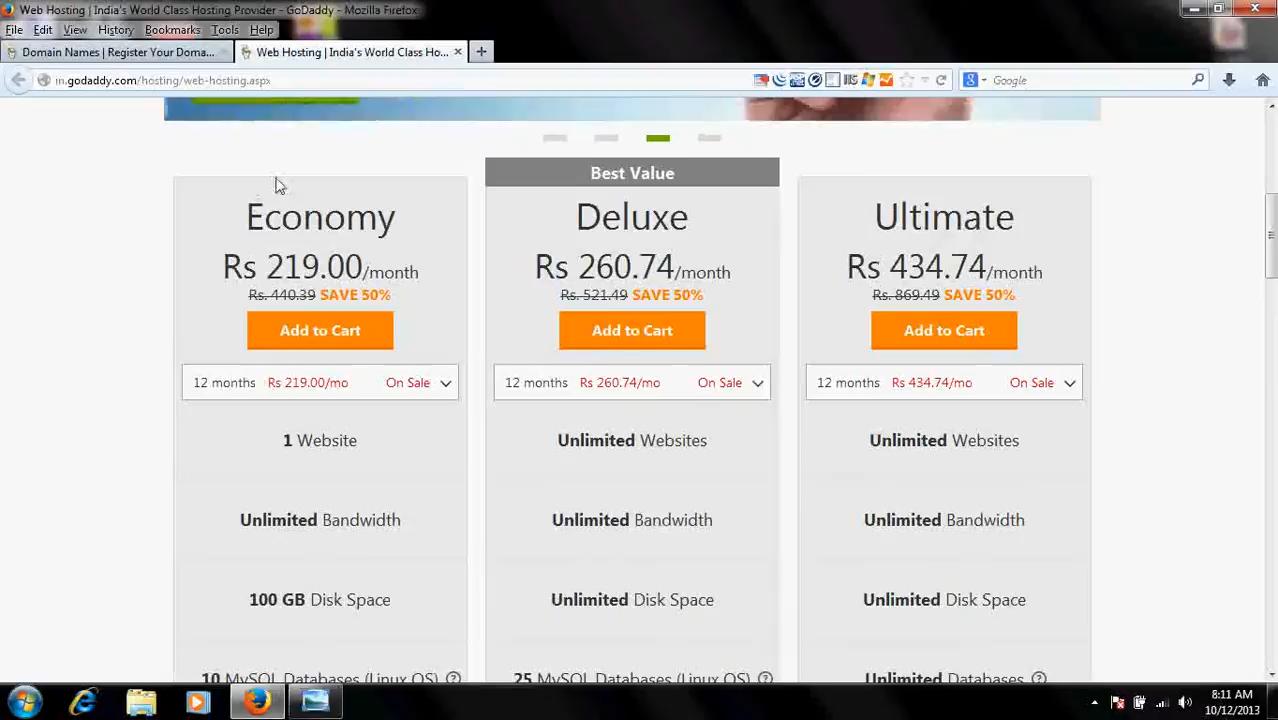 Web Hosting | India's World Class Hosting Provider - GoDaddy - Mozilla Firefox
File Edit View History Bookmarks Tools Help
Domain Names | Register Your Doma...
Web Hosting | India's World Class Ho...
in.godaddy.com/hosting/web-hosting.aspx
Google
Economy
Rs 219.00/month
Rs. 440.39 SAVE 50%
Add to Cart
12 months Rs 219.00/mo On Sale
1 Website
Unlimited Bandwidth
100 GB Disk Space
10 MySQL Databases (Linux OS)
Best Value
Deluxe
Rs 260.74/month
Rs. 521.49 SAVE 50%
Add to Cart
12 months Rs 260.74/mo On Sale
Unlimited Websites
Unlimited Bandwidth
Unlimited Disk Space
25 MySQL Databases (Linux OS)
Ultimate
Rs 434.74/month
Rs. 869.49 SAVE 50%
Add to Cart
12 months Rs 434.74/mo On Sale
Unlimited Websites
Unlimited Bandwidth
Unlimited Disk Space
Unlimited Databases
8:11 AM
10/12/2013